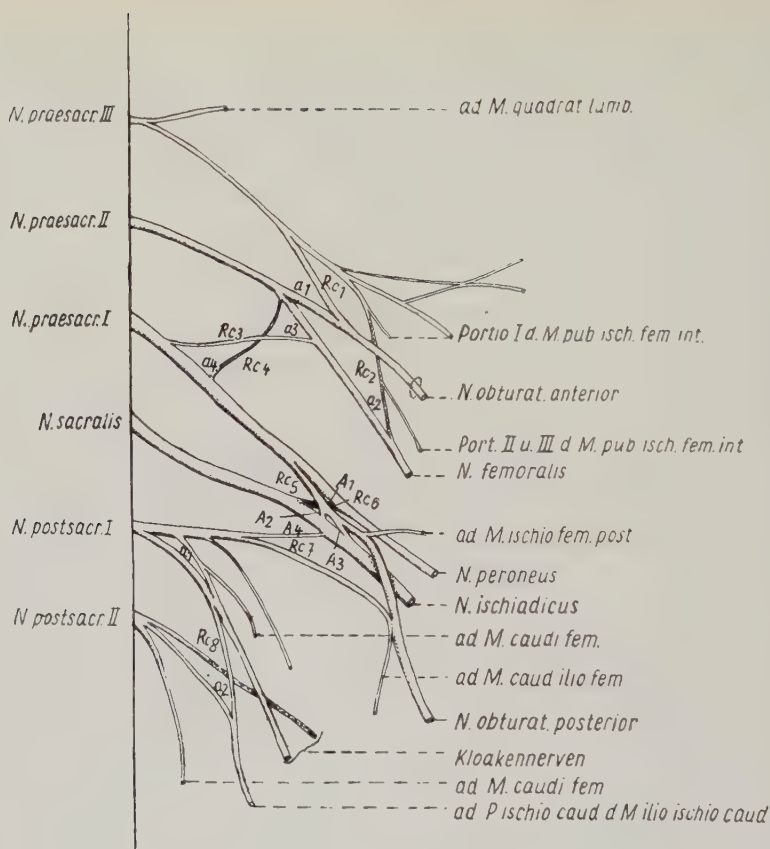 N. praesacr. III
ad M. quadrat lumb.
N. praesacr. II
a1
Rc1
N. praesacr. I
Rc3
a3
Portio I d. M. pub isch. fem int.
a4
Rc4
Rc2
N. obturat. anterior
a2
N. sacralis
Port. II u. III d M. pub isch. fem. int
N. femoralis
Rc5
A1
Rc6
A2
A4
A3
N. postsacr. I
ad M. ischio fem. post
Rc7
a1
N. peroneus
N. ischiadicus
N postsacr. II
ad M. caudi fem.
Rc8
ad M. caud ilio fem
a2
N. obturat. posterior
Kloakennerven
ad M. caudi fem
ad P ischio caud d M ilio ischio caud